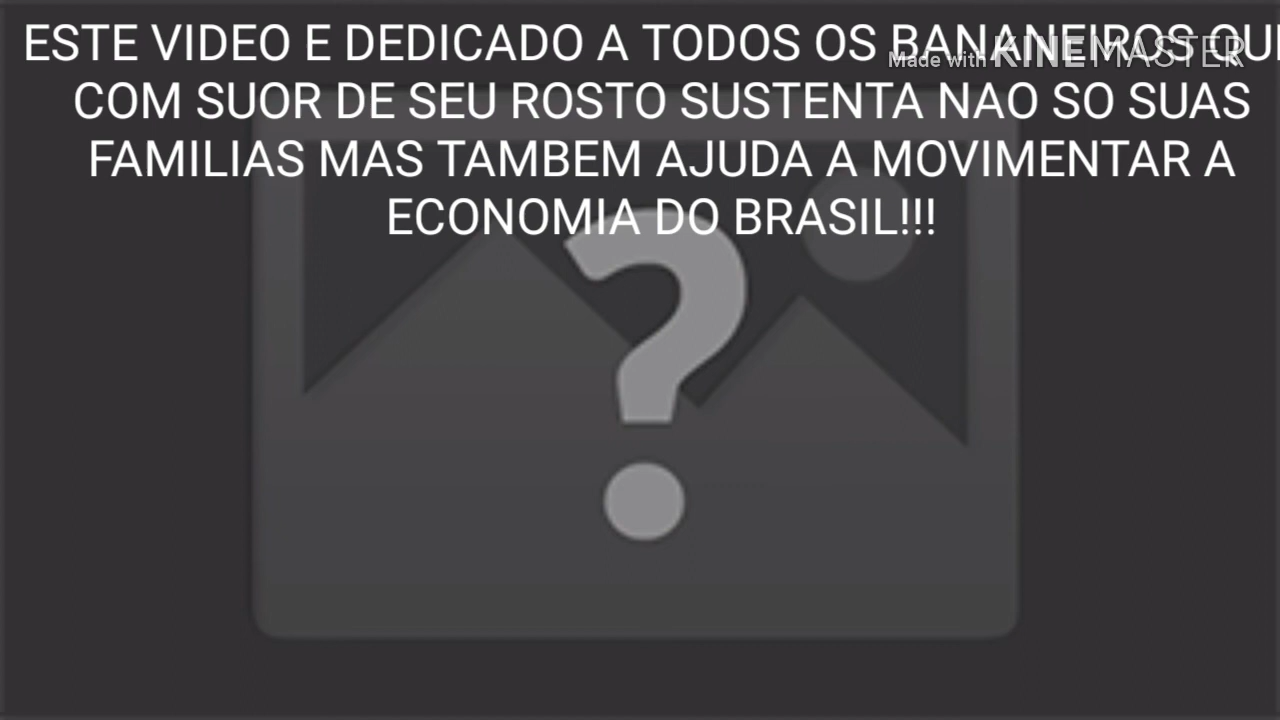 ESTE VIDEO E DEDICADO A TODOS OS BANANEIROS QUE
Made with KINEMASTER
COM SUOR DE SEU ROSTO SUSTENTA NAO SO SUAS
FAMILIAS MAS TAMBEM AJUDA A MOVIMENTAR A
ECONOMIA DO BRASIL!!!